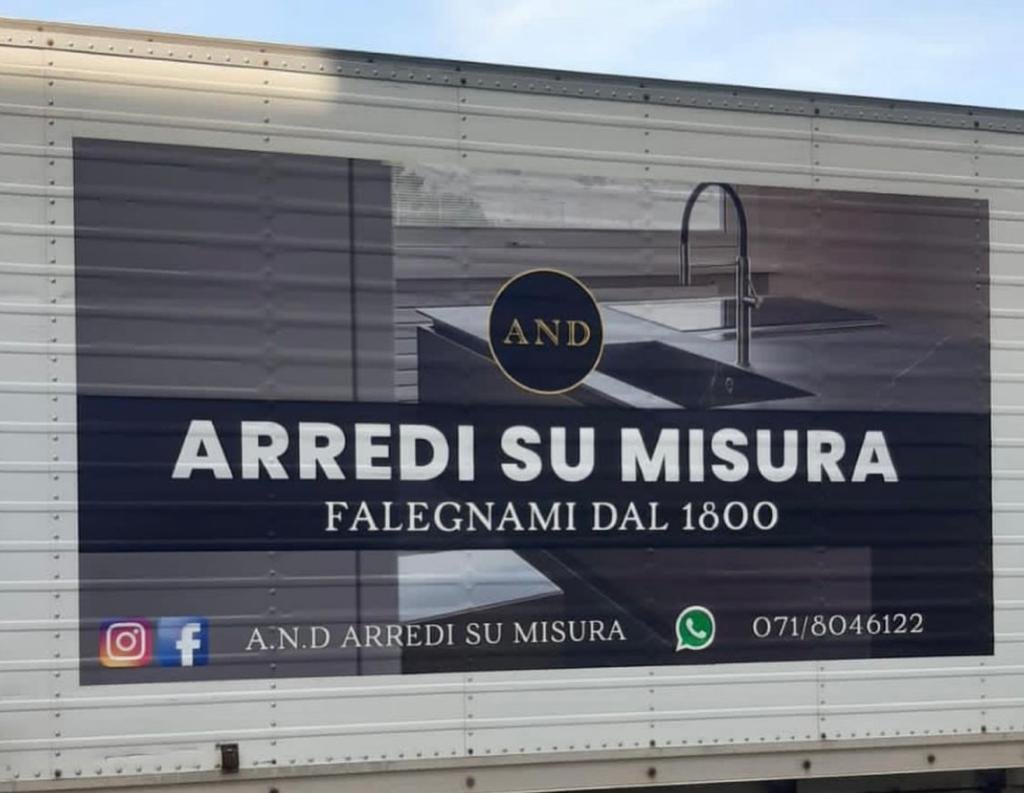 AND
ARREDI SU MISURA
FALEGNAMI DAL 1800
A.N.D ARREDI SU MISURA 071/8046122